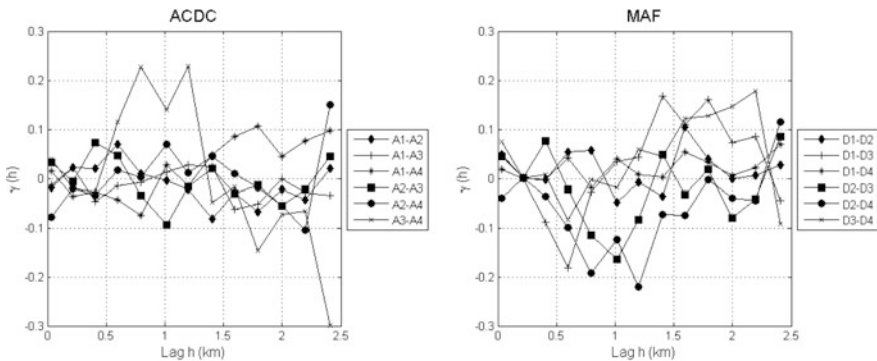 ACDC
0.3
0.2
0.1
0
-0.1
-0.2
-0.3
γ (h)
0 0.5 1 1.5 2 2.5
Lag h (km)
A1-A2
A1-A3
A1-A4
A2-A3
A2-A4
A3-A4
MAF
0.3
0.2
0.1
0
-0.1
-0.2
-0.3
γ (h)
0 0.5 1 1.5 2 2.5
Lag h (km)
D1-D2
D1-D3
D1-D4
D2-D3
D2-D4
D3-D4